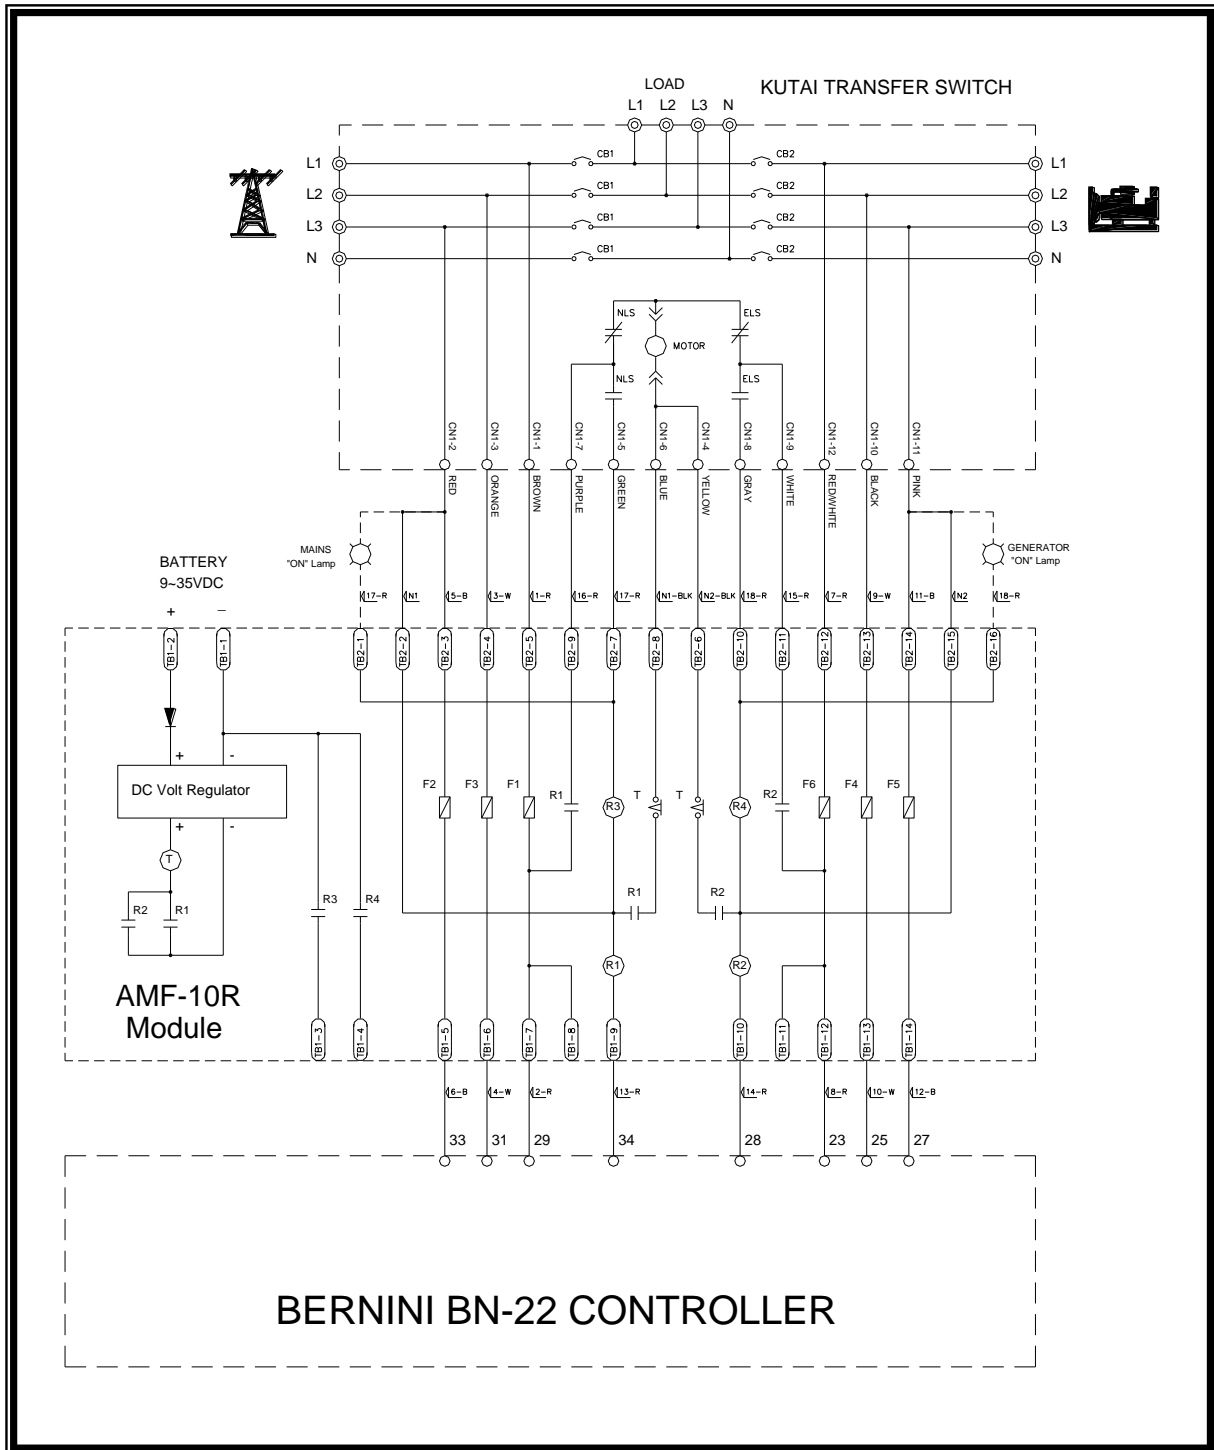 LOAD
KUTAI TRANSFER SWITCH
L1 L2 L3 N
L1 CB1 CB2 L1
L2 CB1 CB2 L2
L3 CB1 CB2 L3
N CB1 CB2 N
NLS ELS
MOTOR
NLS ELS
CN1-2 CN1-3 CN1-1 CN1-7 CN1-5 CN1-6 CN1-4 CN1-8 CN1-9 CN1-12 CN1-10 CN1-11
RED ORANGE BROWN PURPLE GREEN BLUE YELLOW GRAY WHITE RED/WHITE BLACK PINK
MAINS
"ON" Lamp
GENERATOR
"ON" Lamp
BATTERY
9~35VDC
+ −
17-R N1 5-B 3-W 1-R 16-R 17-R N1-BLK N2-BLK 18-R 15-R 7-R 9-W 11-B N2 18-R
TB1-2 TB1-1 TB2-1 TB2-2 TB2-3 TB2-4 TB2-5 TB2-9 TB2-7 TB2-8 TB2-6 TB2-10 TB2-11 TB2-12 TB2-13 TB2-14 TB2-15 TB2-16
+ -
DC Volt Regulator
+ -
F2 F3 F1 R1 R3 T T R4 R2 F6 F4 F5
T
R2 R1 R3 R4
R1 R2
R1 R2
AMF-10R
Module
TB1-3 TB1-4 TB1-5 TB1-6 TB1-7 TB1-8 TB1-9 TB1-10 TB1-11 TB1-12 TB1-13 TB1-14
6-B 4-W 2-R 13-R 14-R 8-R 10-W 12-B
33 31 29 34 28 23 25 27
BERNINI BN-22 CONTROLLER